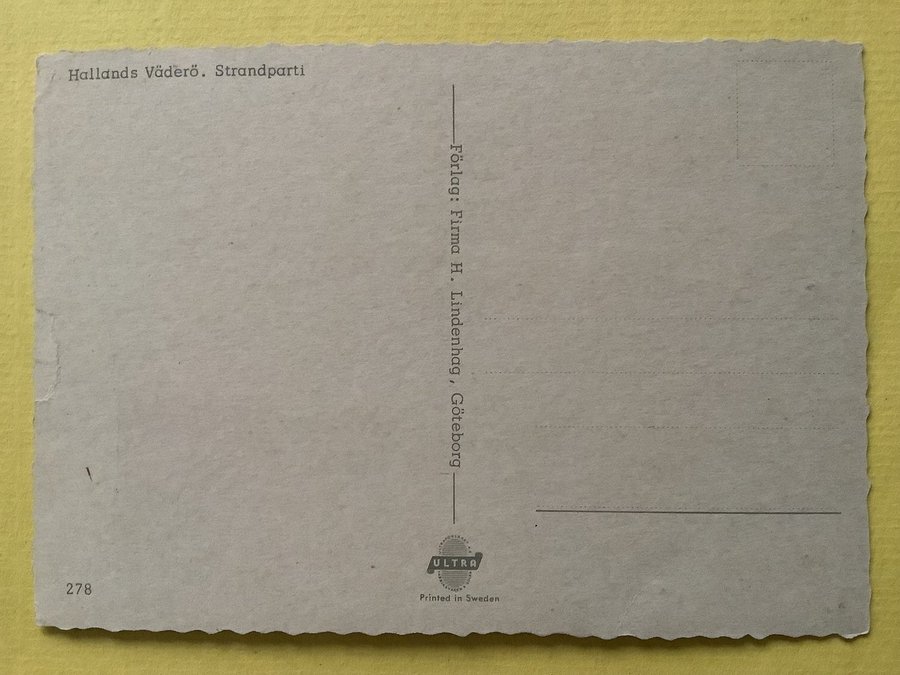 Hallands Väderö. Strandparti
Förlag: Firma H. Lindenhag, Göteborg
ULTRA
Printed in Sweden
278